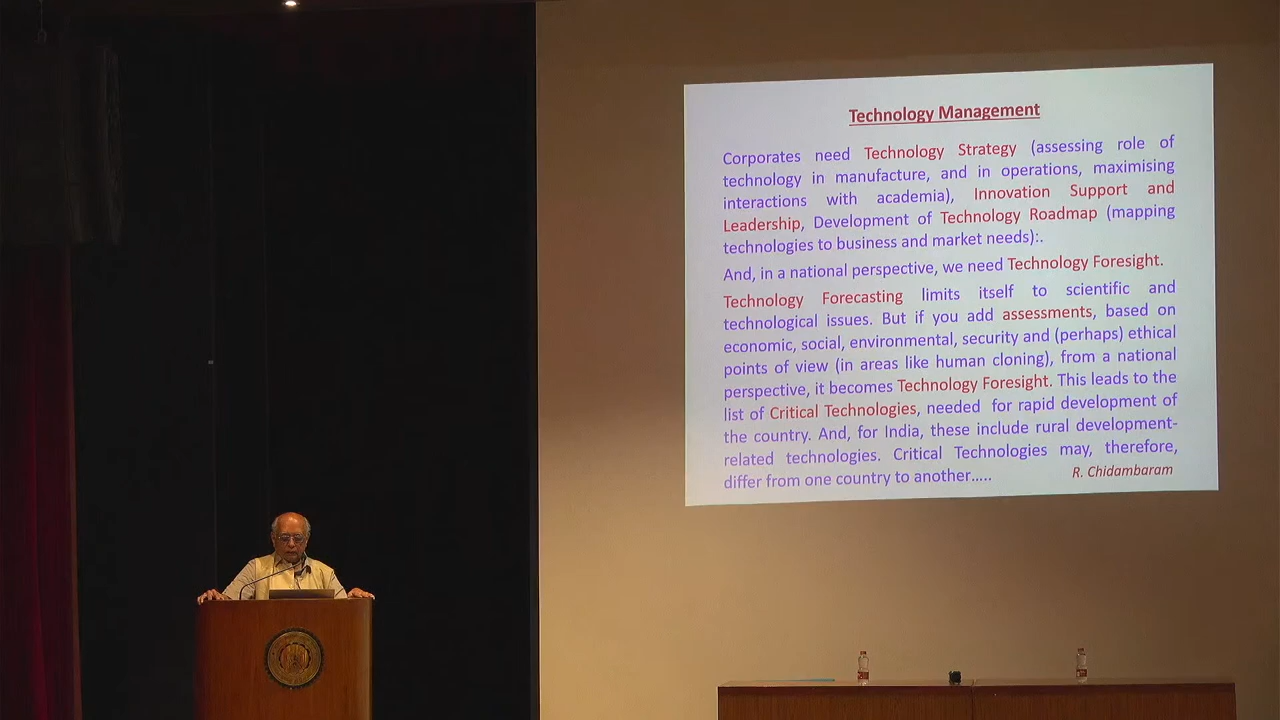 Technology Management
Corporates need Technology Strategy (assessing role of
technology in manufacture, and in operations, maximising
interactions with academia), Innovation Support and
Leadership, Development of Technology Roadmap (mapping
technologies to business and market needs):.
And, in a national perspective, we need Technology Foresight.
Technology Forecasting limits itself to scientific and
technological issues. But if you add assessments, based on
economic, social, environmental, security and (perhaps) ethical
points of view (in areas like human cloning), from a national
perspective, it becomes Technology Foresight. This leads to the
list of Critical Technologies, needed for rapid development of
the country. And, for India, these include rural development-
related technologies. Critical Technologies may, therefore,
differ from one country to another.....
R. Chidambaram